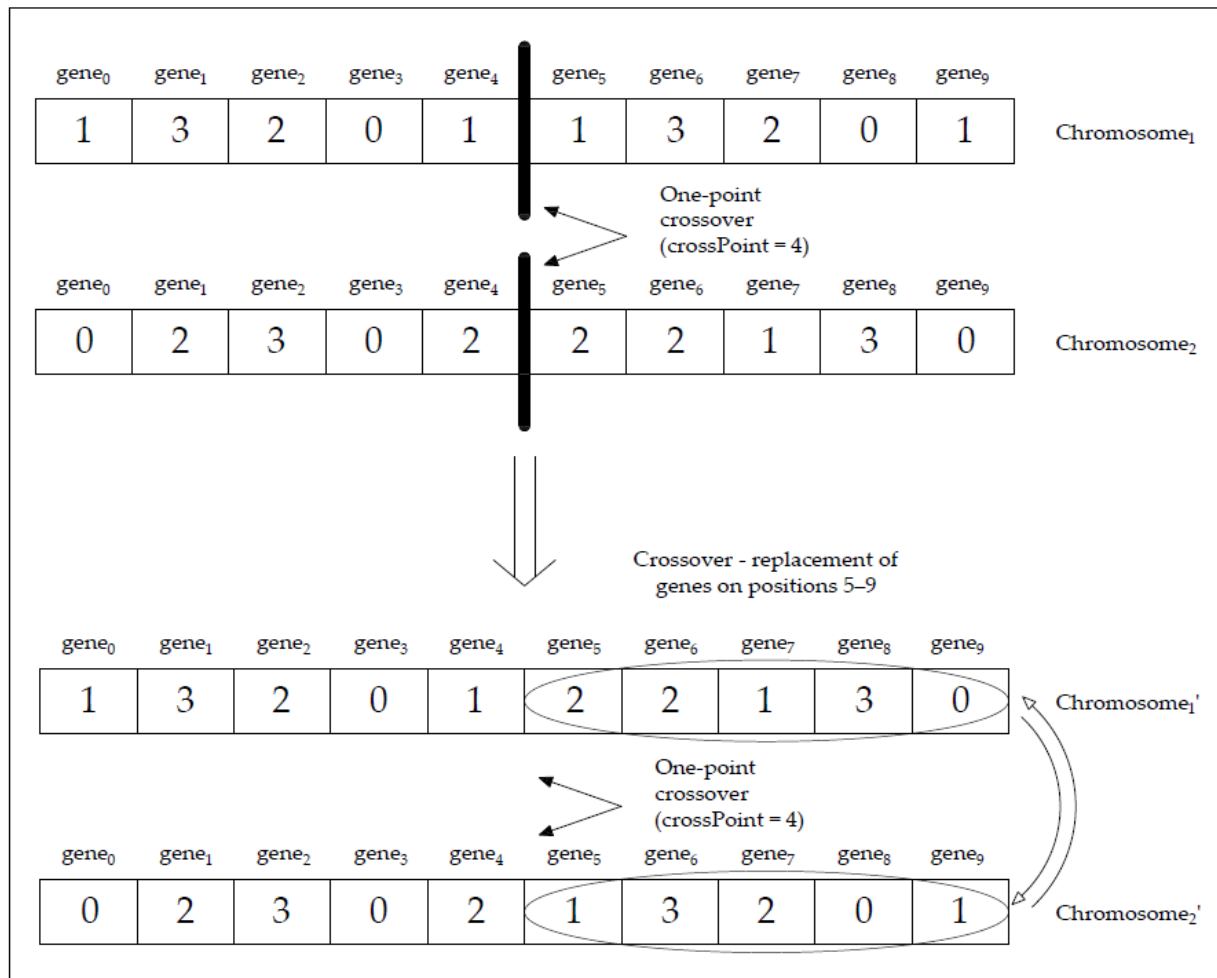 gene₀ gene₁ gene₂ gene₃ gene₄ gene₅ gene₆ gene₇ gene₈ gene₉
1 3 2 0 1 1 3 2 0 1 Chromosome₁
One-point
crossover
(crossPoint = 4)
gene₀ gene₁ gene₂ gene₃ gene₄ gene₅ gene₆ gene₇ gene₈ gene₉
0 2 3 0 2 2 2 1 3 0 Chromosome₂
Crossover - replacement of
genes on positions 5–9
gene₀ gene₁ gene₂ gene₃ gene₄ gene₅ gene₆ gene₇ gene₈ gene₉
1 3 2 0 1 2 2 1 3 0 Chromosome₁'
One-point
crossover
(crossPoint = 4)
gene₀ gene₁ gene₂ gene₃ gene₄ gene₅ gene₆ gene₇ gene₈ gene₉
0 2 3 0 2 1 3 2 0 1 Chromosome₂'